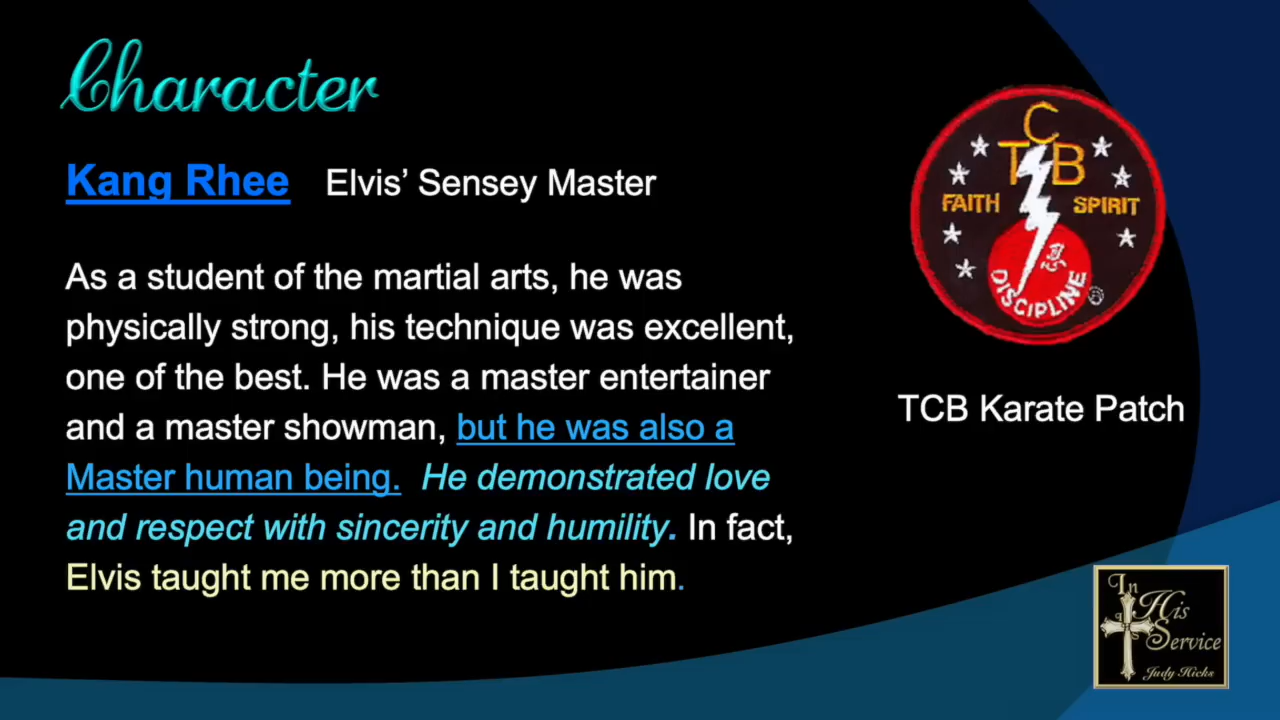 Character
Kang Rhee Elvis’ Sensey Master
As a student of the martial arts, he was
physically strong, his technique was excellent,
one of the best. He was a master entertainer
and a master showman, but he was also a
Master human being. He demonstrated love
and respect with sincerity and humility. In fact,
Elvis taught me more than I taught him.
C
TB
FAITH SPIRIT
DISCIPLINE
®
TCB Karate Patch
In
His
Service
Judy Hicks